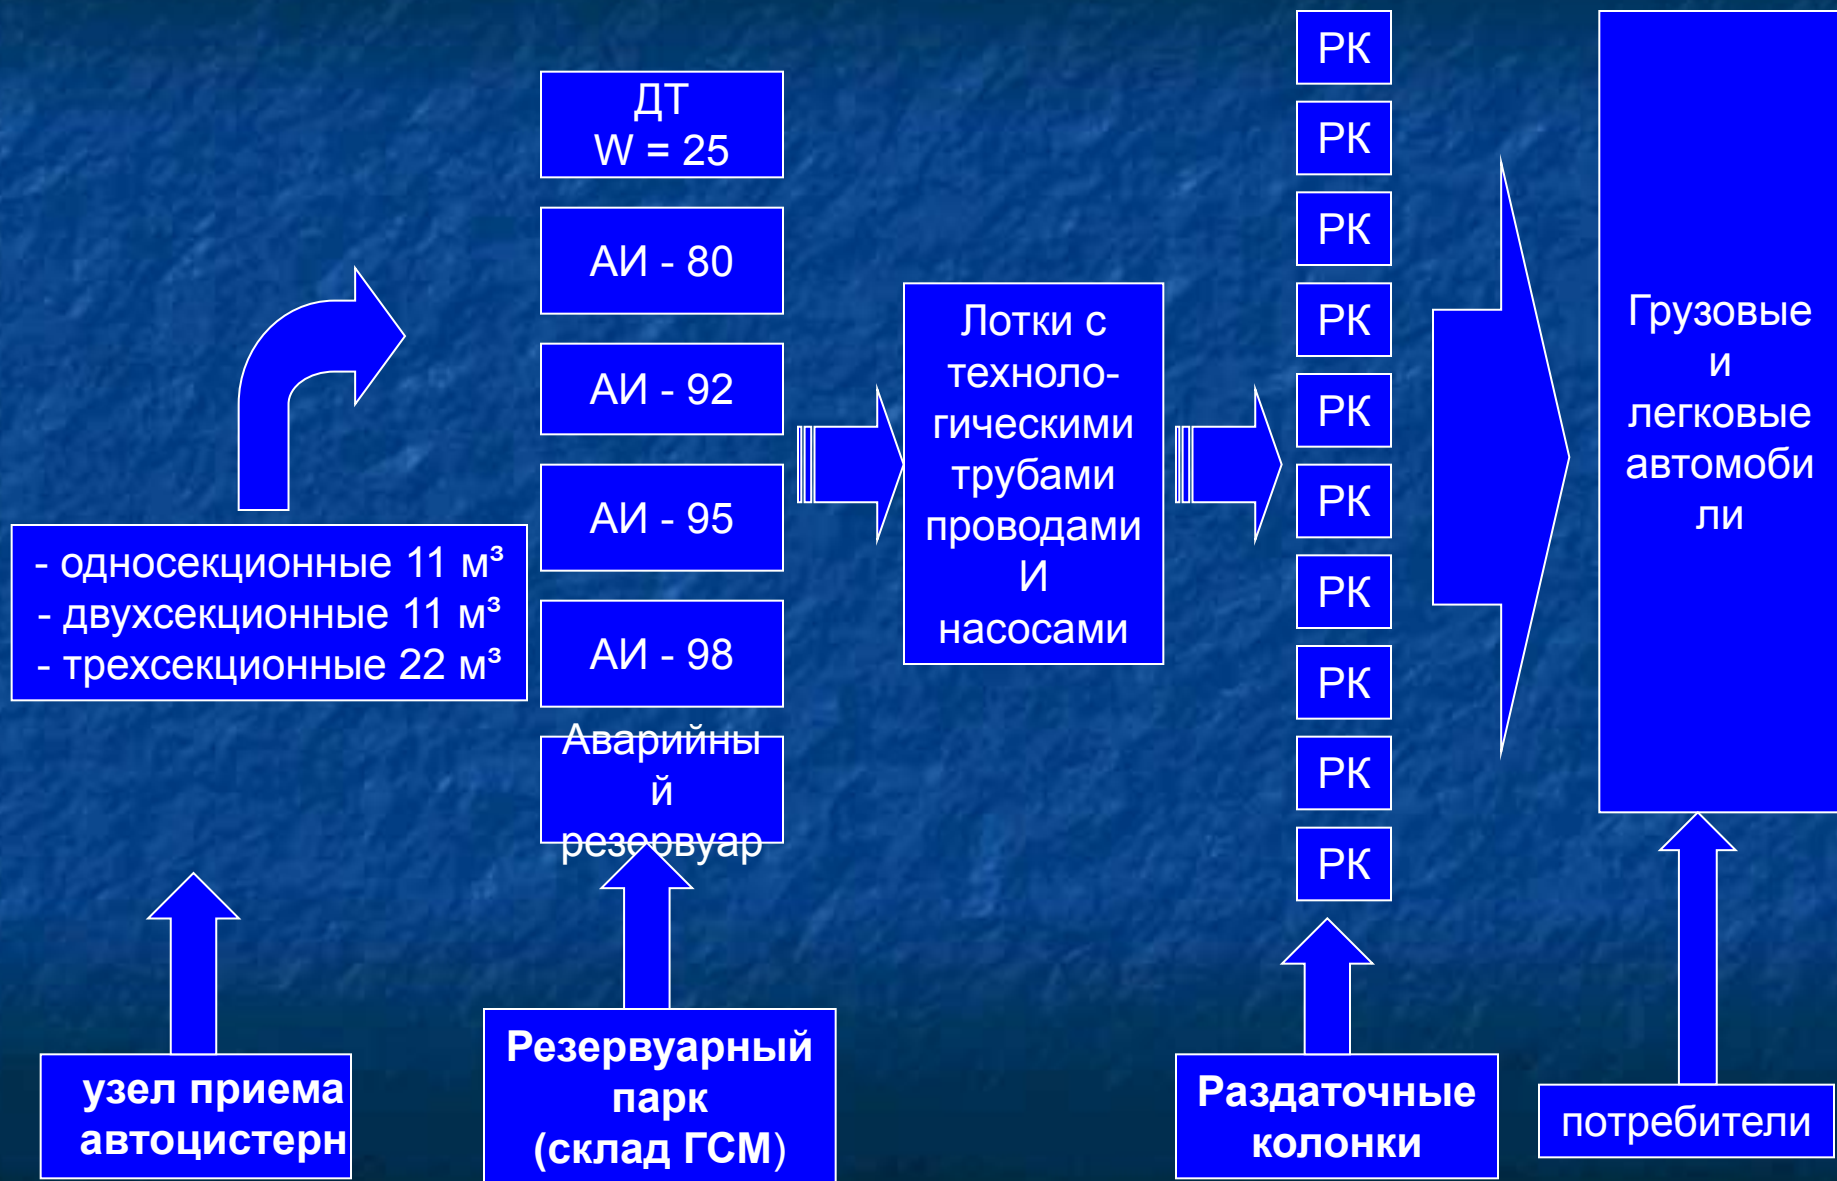 - односекционные 11 м³
- двухсекционные 11 м³
- трехсекционные 22 м³
узел приема
автоцистерн
ДТ
W = 25
АИ - 80
АИ - 92
АИ - 95
АИ - 98
Аварийны
й
резервуар
Резервуарный
парк
(склад ГСМ)
Лотки с
техноло-
гическими
трубами
проводами
И
насосами
РК
РК
РК
РК
РК
РК
РК
РК
РК
РК
Раздаточные
колонки
Грузовые
и
легковые
автомоби
ли
потребители